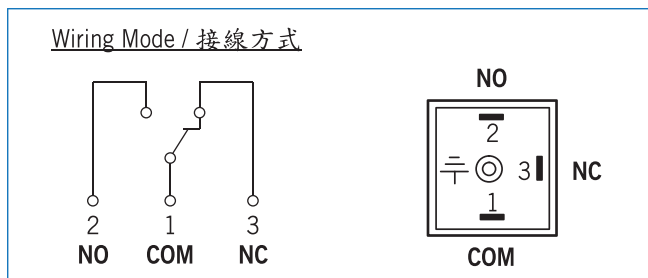 Wiring Mode / 接線方式
2 1 3
NO COM NC
NO
2
3 NC
1
COM